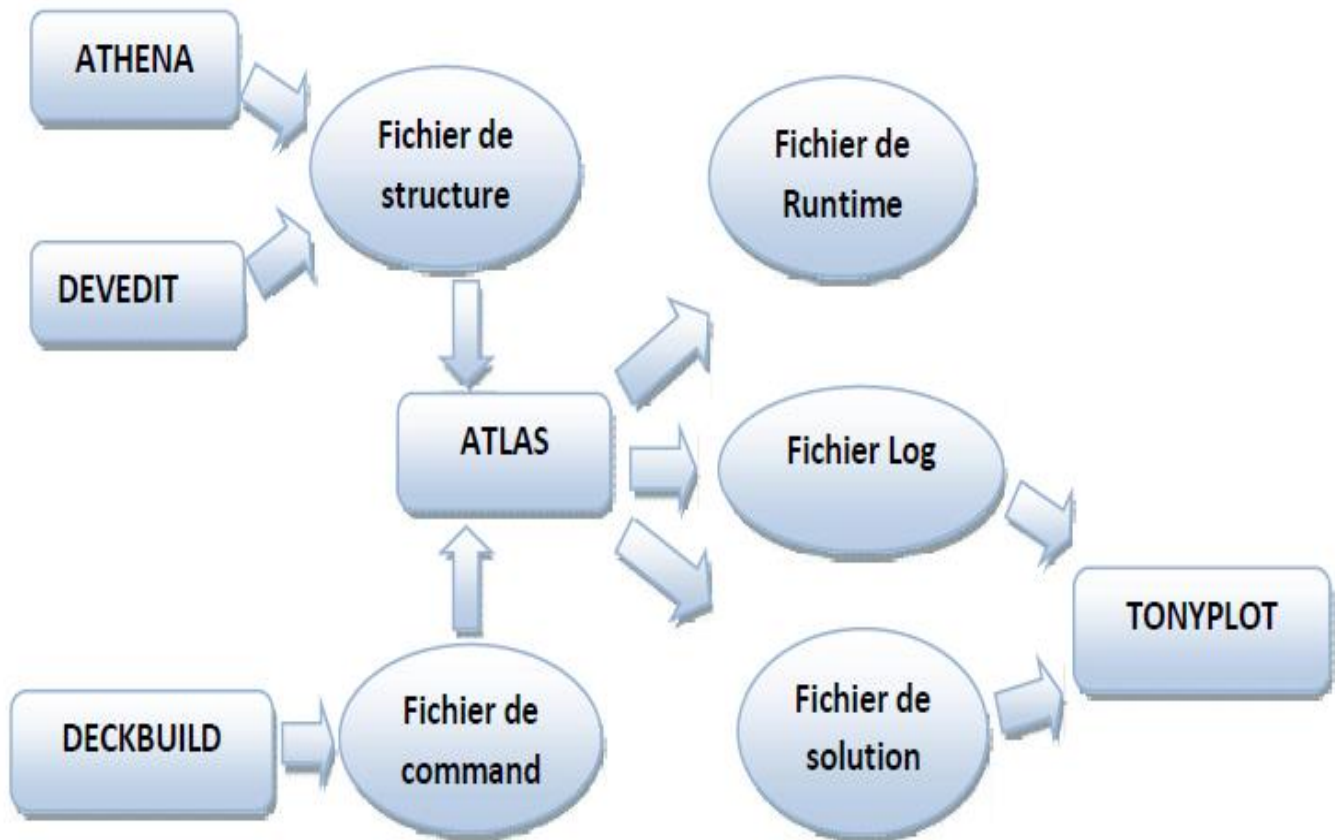 ATHENA
Fichier de
structure
Fichier de
Runtime
DEVEDIT
ATLAS
Fichier Log
TONYPLOT
DECKBUILD
Fichier de
command
Fichier de
solution